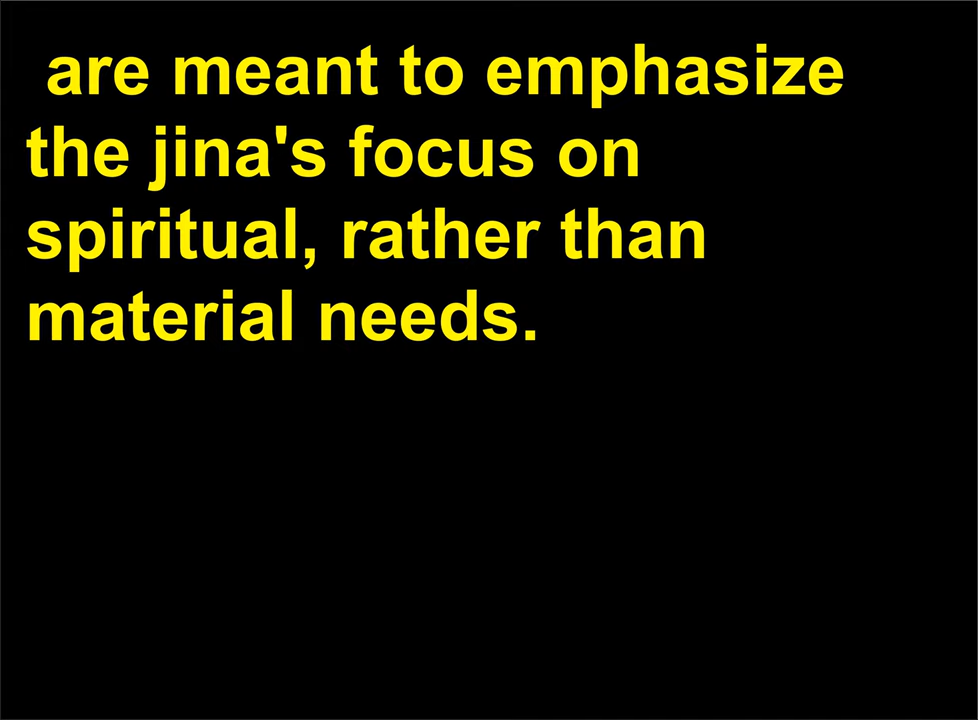 are meant to emphasize
the jina's focus on
spiritual, rather than
material needs.